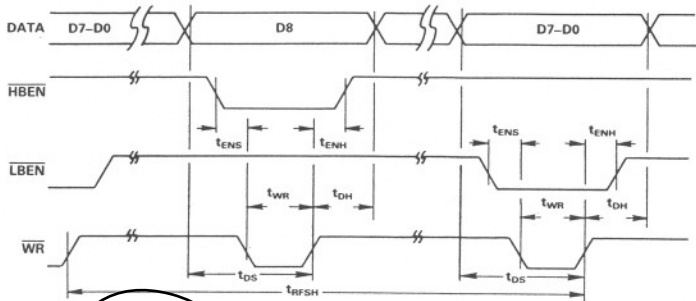 DATA D7–D0 D8 D7–D0
HBEN
tENS tENH tENS tENH
LBEN
tWR tDH tWR tDH
WR
tDS tDS
tRFSH